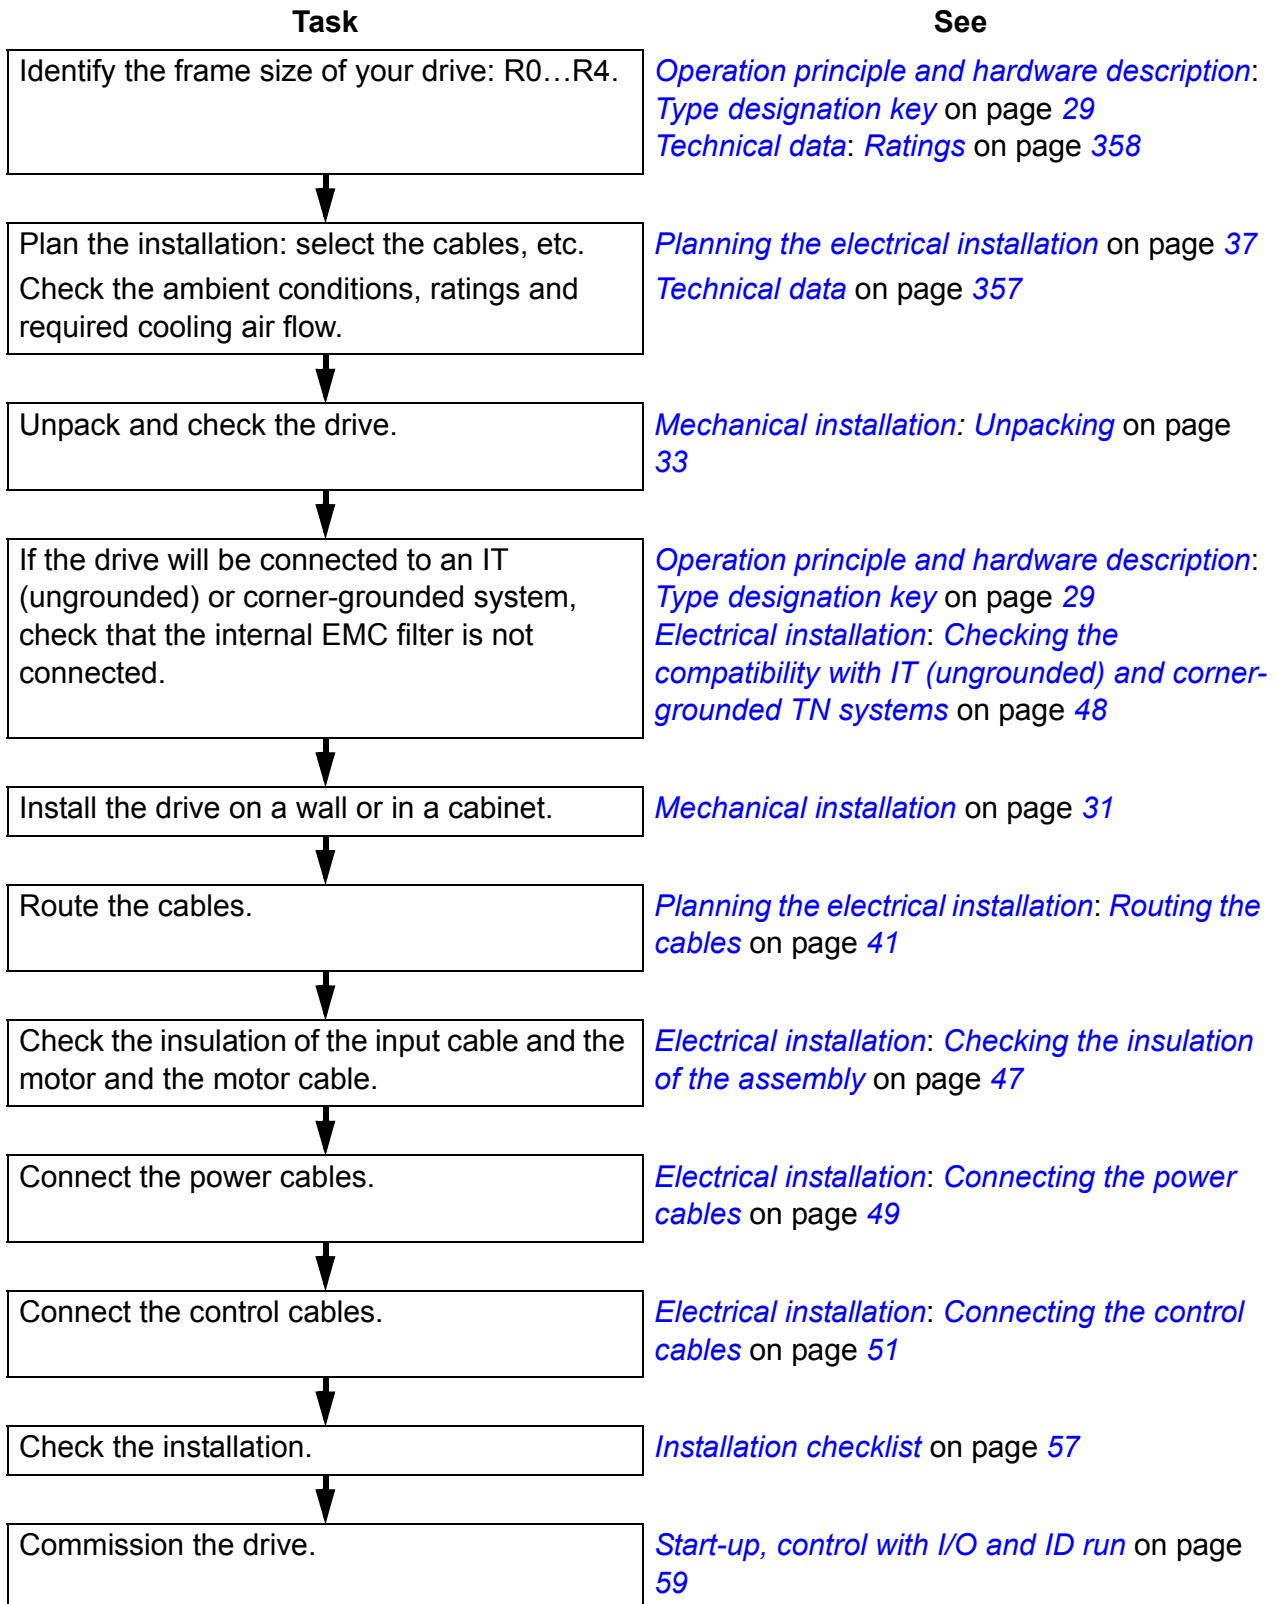 Task See
Identify the frame size of your drive: R0…R4.
Operation principle and hardware description:
Type designation key on page 29
Technical data: Ratings on page 358
Plan the installation: select the cables, etc.
Check the ambient conditions, ratings and
required cooling air flow.
Planning the electrical installation on page 37
Technical data on page 357
Unpack and check the drive.
Mechanical installation: Unpacking on page
33
If the drive will be connected to an IT
(ungrounded) or corner-grounded system,
check that the internal EMC filter is not
connected.
Operation principle and hardware description:
Type designation key on page 29
Electrical installation: Checking the
compatibility with IT (ungrounded) and corner-
grounded TN systems on page 48
Install the drive on a wall or in a cabinet.
Mechanical installation on page 31
Route the cables.
Planning the electrical installation: Routing the
cables on page 41
Check the insulation of the input cable and the
motor and the motor cable.
Electrical installation: Checking the insulation
of the assembly on page 47
Connect the power cables.
Electrical installation: Connecting the power
cables on page 49
Connect the control cables.
Electrical installation: Connecting the control
cables on page 51
Check the installation.
Installation checklist on page 57
Commission the drive.
Start-up, control with I/O and ID run on page
59